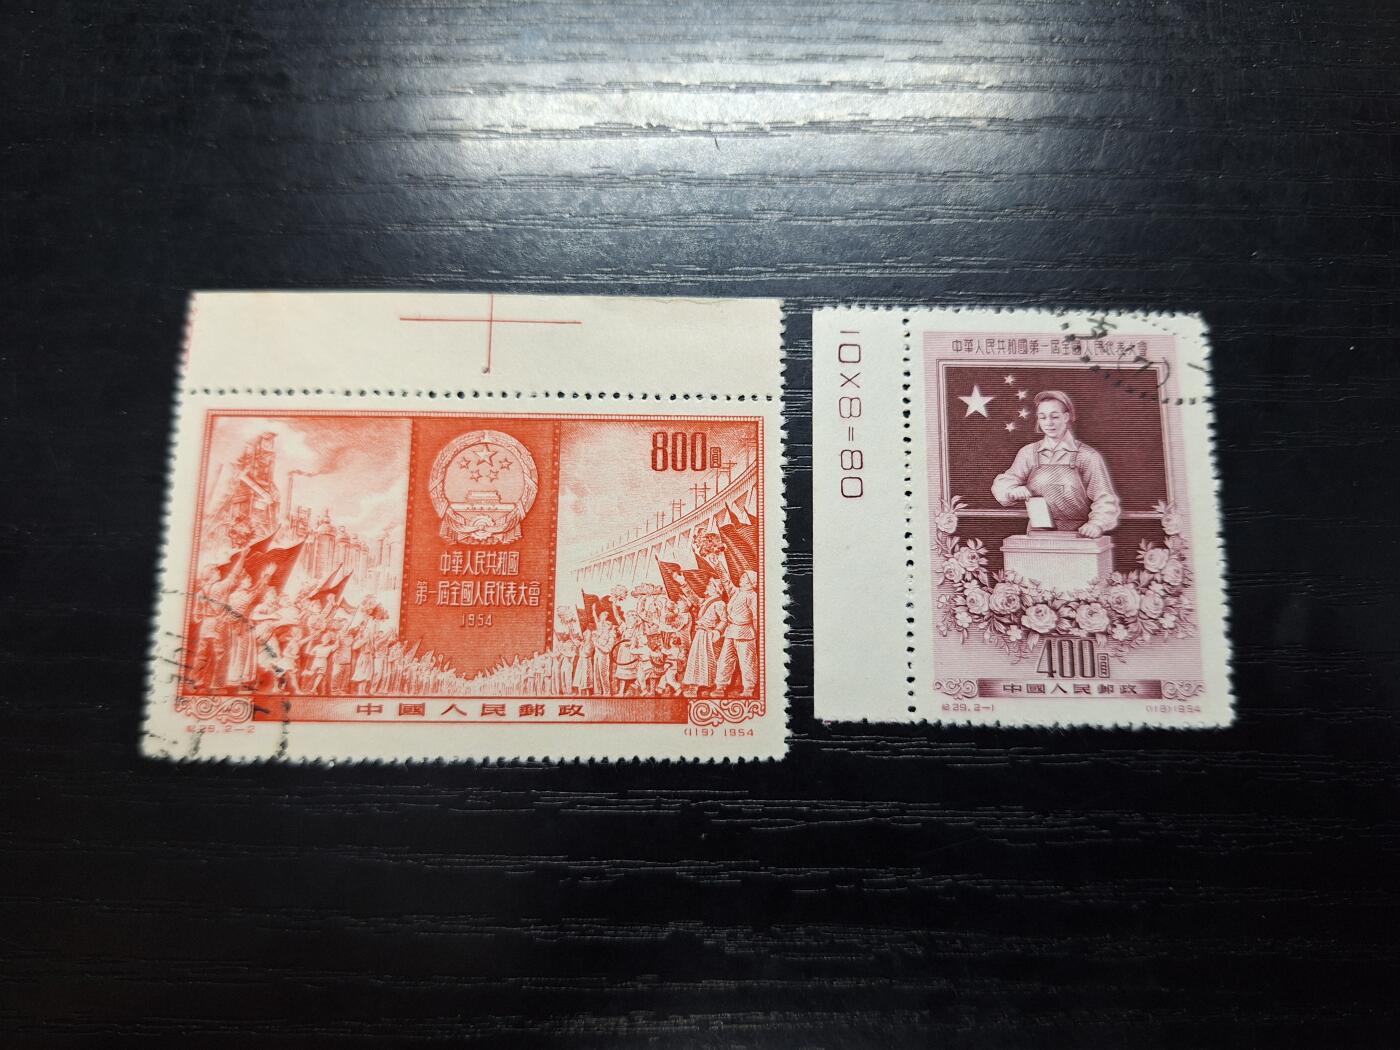 800圓
中華人民共和國
第一屆全國人民代表大會
1954
中國人民郵政
紀29.2-2
(119) 1954
10X8=80
中華人民共和國第一屆全國人民代表大會
400圓
中國人民郵政
紀29.2-1
(118) 1954